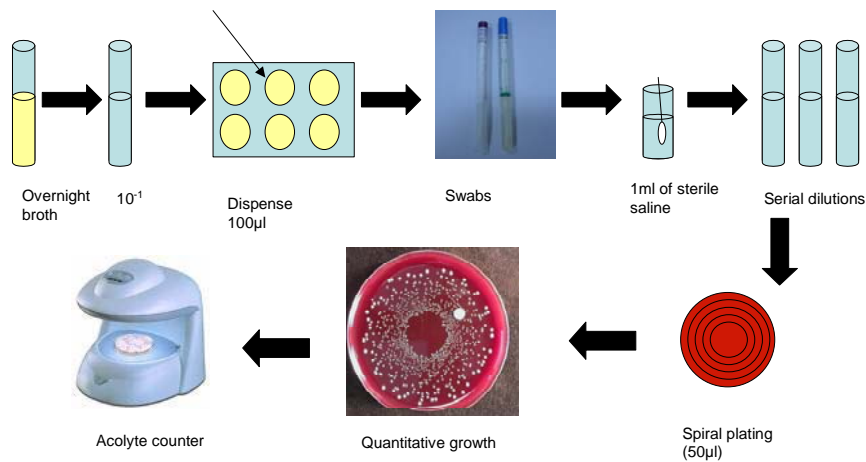 Overnight
broth
10⁻¹
Dispense
100µl
Swabs
1ml of sterile
saline
Serial dilutions
Acolyte counter
Quantitative growth
Spiral plating
(50µl)